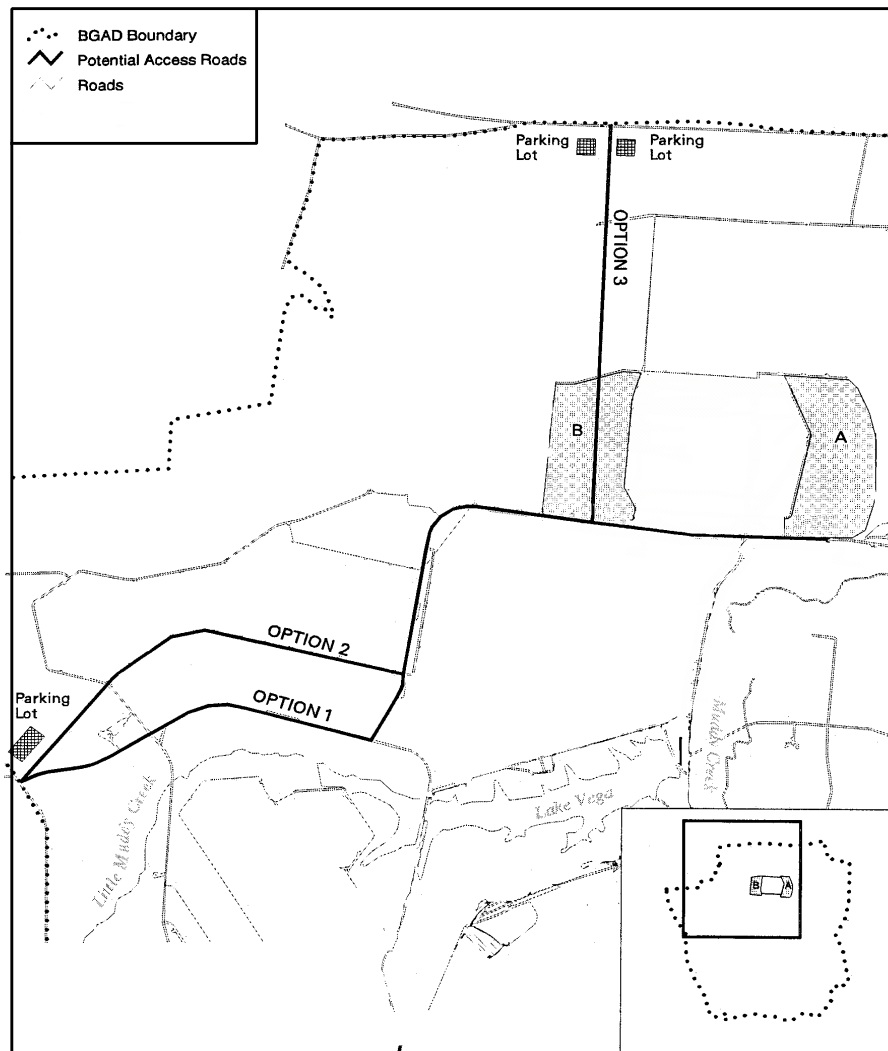 BGAD Boundary
Potential Access Roads
Roads
Parking
Lot
Parking
Lot
OPTION 3
B
A
OPTION 2
OPTION 1
Parking
Lot
Muddy Creek
Lake Vega
Little Muddy Creek
B
A